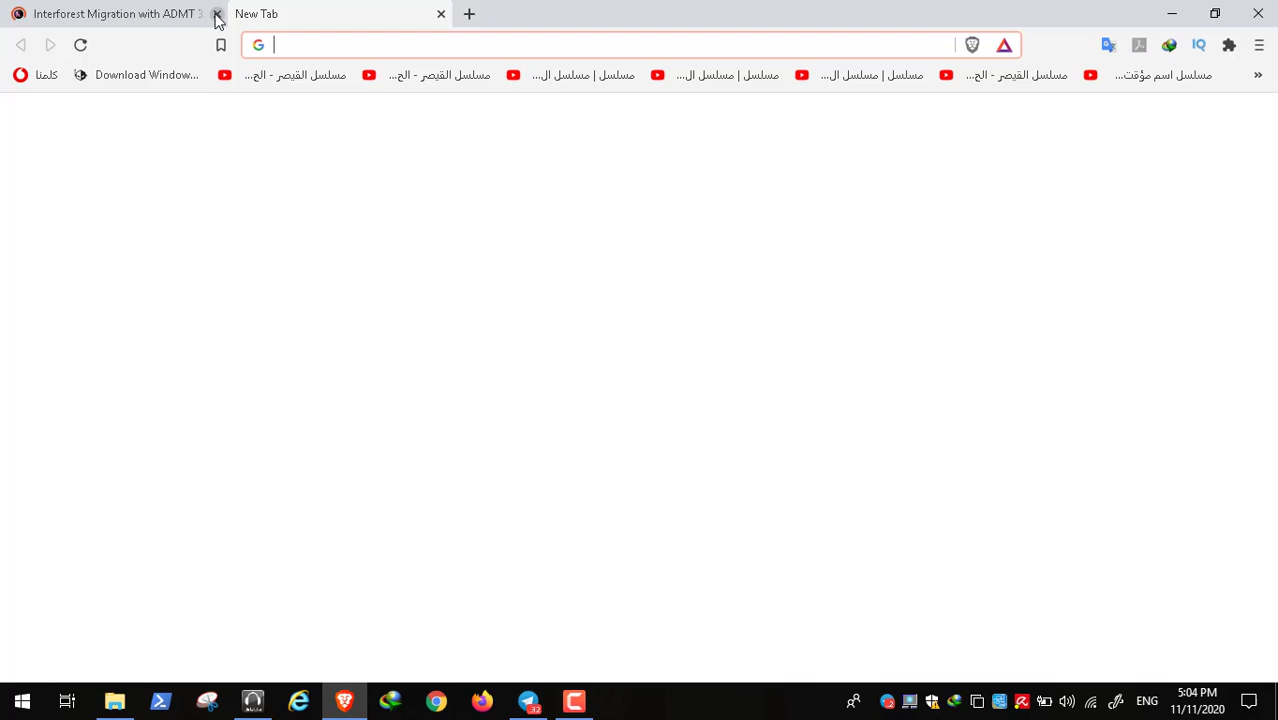 Interforest Migration with ADMT 3
New Tab
كلمنا
Download Window...
مسلسل القيصر - الح...
مسلسل القيصر - الح...
مسلسل | مسلسل ال...
مسلسل | مسلسل ال...
مسلسل | مسلسل ال...
مسلسل القيصر - الح...
مسلسل اسم مؤقت...
»
32
ENG
5:04 PM
11/11/2020